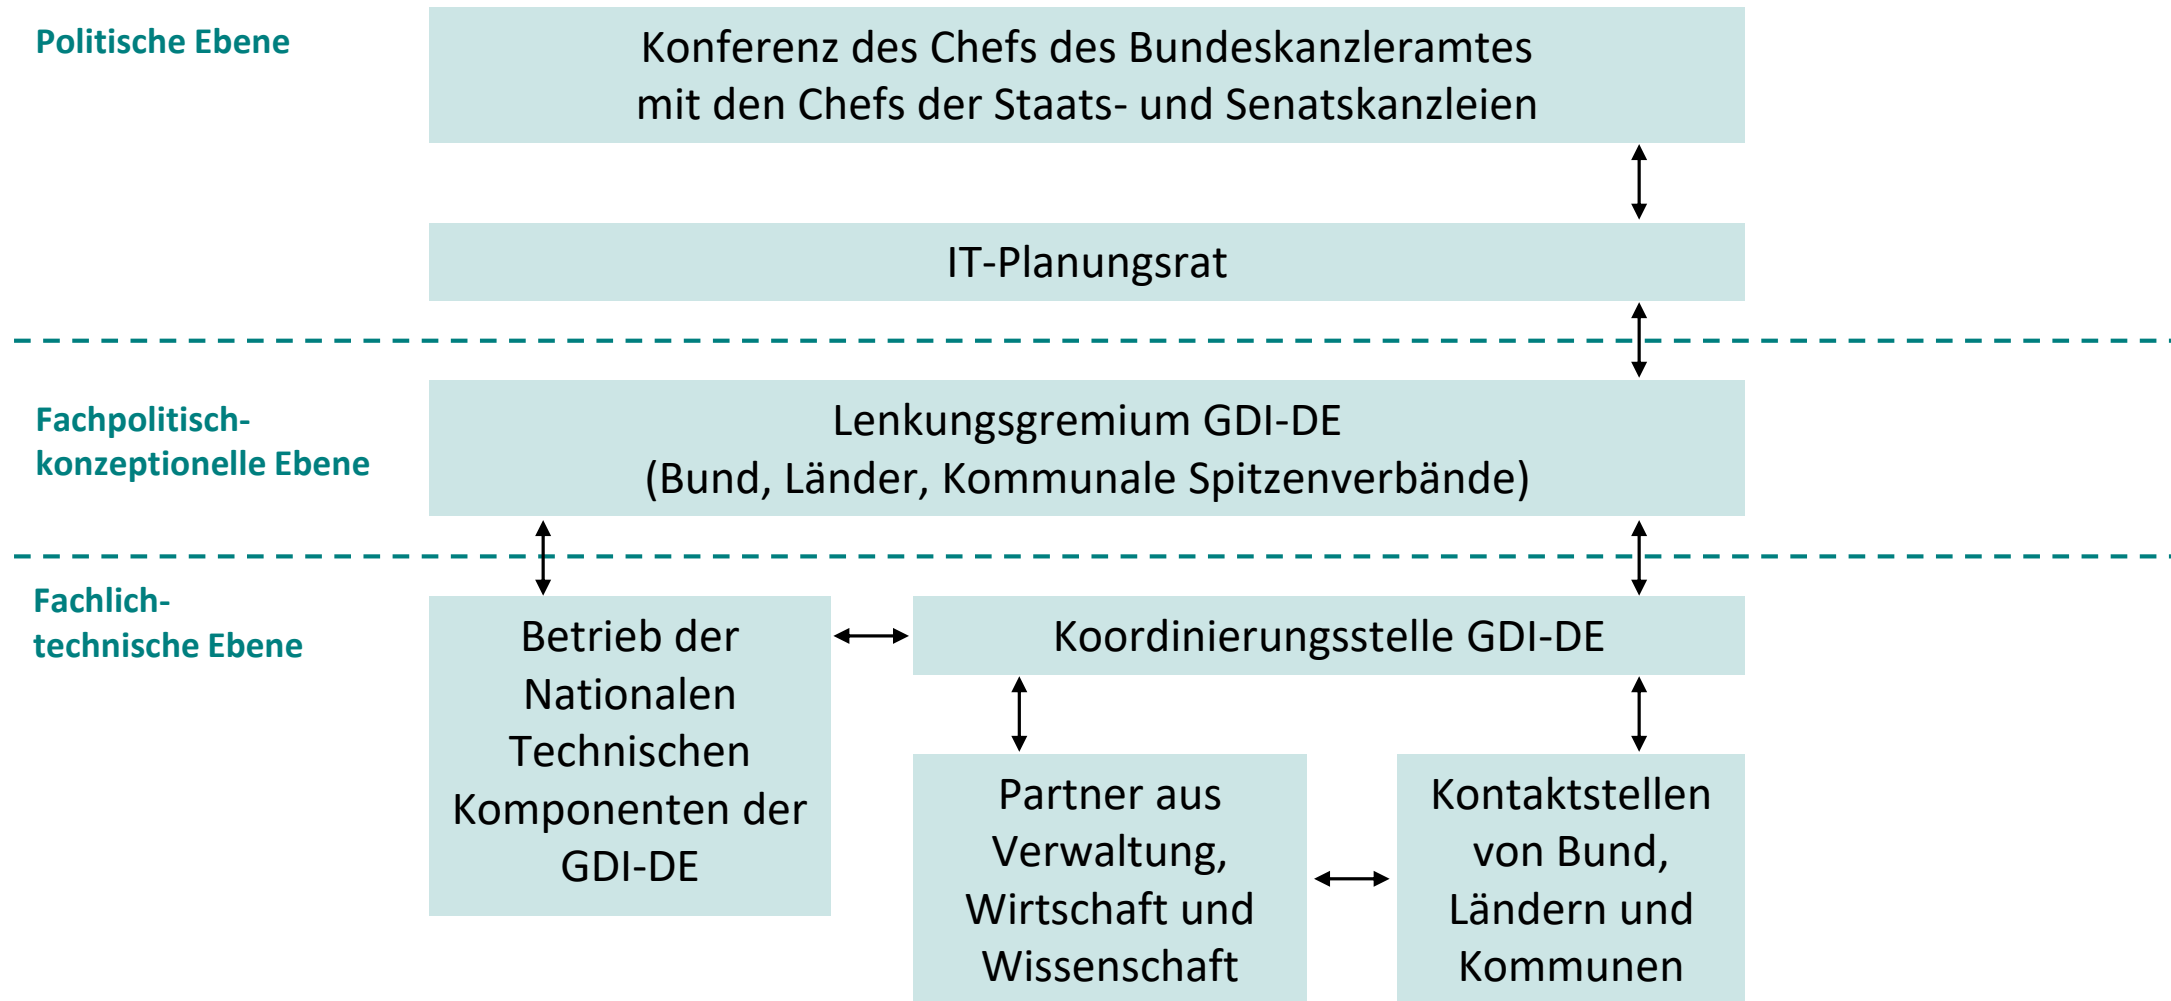 Politische Ebene
Konferenz des Chefs des Bundeskanzleramtes
mit den Chefs der Staats- und Senatskanzleien
IT-Planungsrat
Fachpolitisch-
konzeptionelle Ebene
Lenkungsgremium GDI-DE
(Bund, Länder, Kommunale Spitzenverbände)
Fachlich-
technische Ebene
Betrieb der
Nationalen
Technischen
Komponenten der
GDI-DE
Koordinierungsstelle GDI-DE
Partner aus
Verwaltung,
Wirtschaft und
Wissenschaft
Kontaktstellen
von Bund,
Ländern und
Kommunen